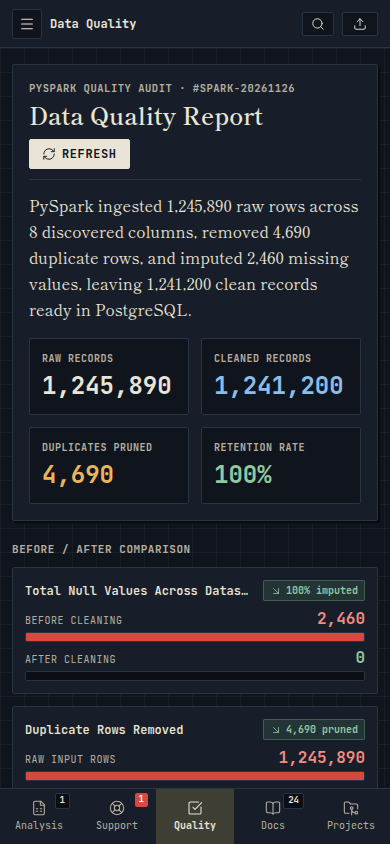 Data Quality
PYSPARK QUALITY AUDIT · #SPARK-20261126
Data Quality Report
REFRESH
PySpark ingested 1,245,890 raw rows across
8 discovered columns, removed 4,690
duplicate rows, and imputed 2,460 missing
values, leaving 1,241,200 clean records
ready in PostgreSQL.
RAW RECORDS
1,245,890
CLEANED RECORDS
1,241,200
DUPLICATES PRUNED
4,690
RETENTION RATE
100%
BEFORE / AFTER COMPARISON
Total Null Values Across Datas…
↘ 100% imputed
BEFORE CLEANING
2,460
AFTER CLEANING
0
Duplicate Rows Removed
↘ 4,690 pruned
RAW INPUT ROWS
1,245,890
1
Analysis
1
Support
Quality
24
Docs
Projects